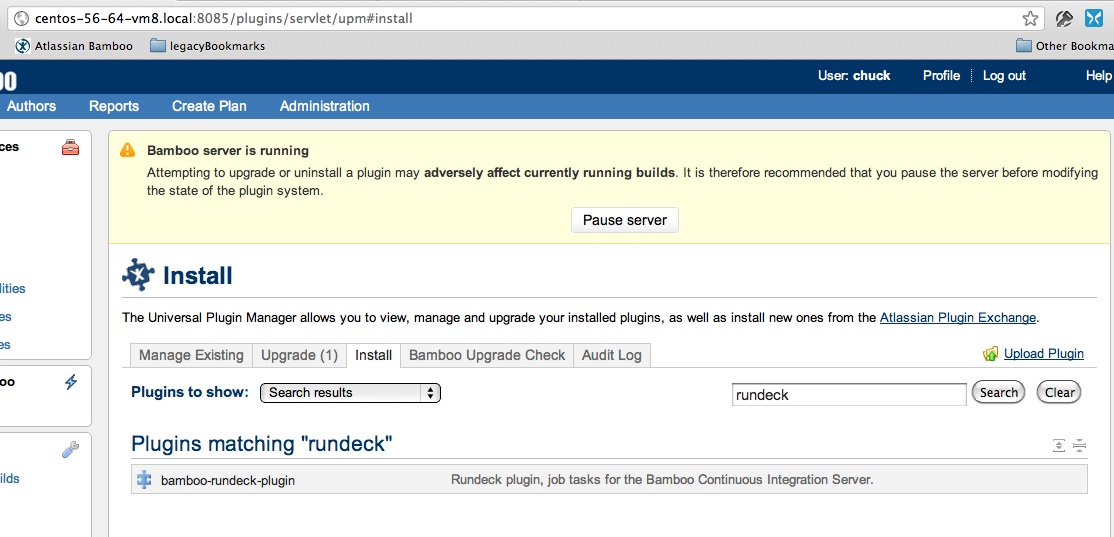 centos-56-64-vm8.local:8085/plugins/servlet/upm#install
Atlassian Bamboo legacyBookmarks Other Bookma
oo User: chuck Profile Log out Help
Authors Reports Create Plan Administration
ces
lities
es
es
oo
ilds
Bamboo server is running
Attempting to upgrade or uninstall a plugin may adversely affect currently running builds. It is therefore recommended that you pause the server before modifying
the state of the plugin system.
Pause server
Install
The Universal Plugin Manager allows you to view, manage and upgrade your installed plugins, as well as install new ones from the Atlassian Plugin Exchange.
Manage Existing Upgrade (1) Install Bamboo Upgrade Check Audit Log Upload Plugin
Plugins to show: Search results rundeck Search Clear
Plugins matching "rundeck"
bamboo-rundeck-plugin Rundeck plugin, job tasks for the Bamboo Continuous Integration Server.